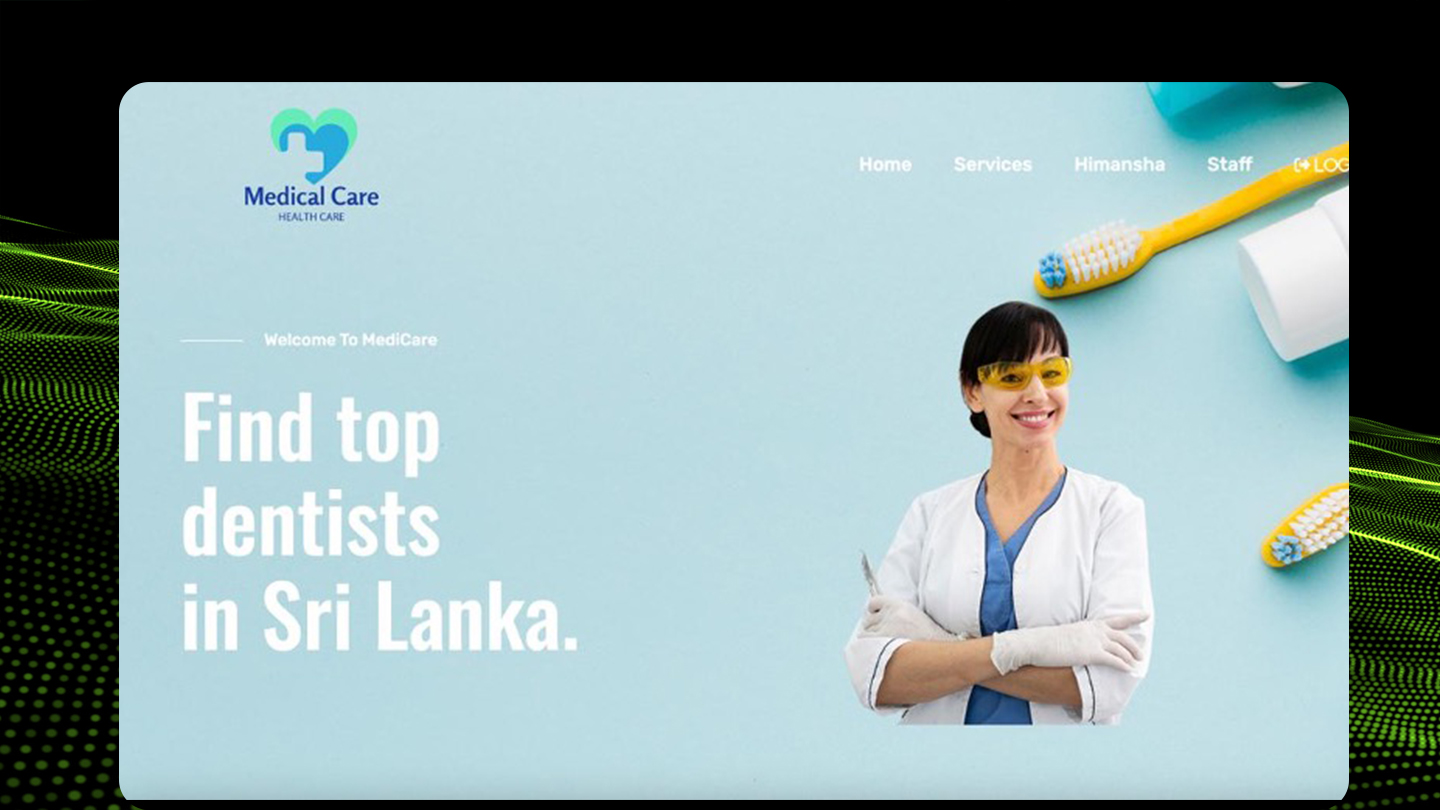 Medical Care
HEALTH CARE
Home Services Himansha Staff LOG
Welcome To MediCare
Find top
dentists
in Sri Lanka.